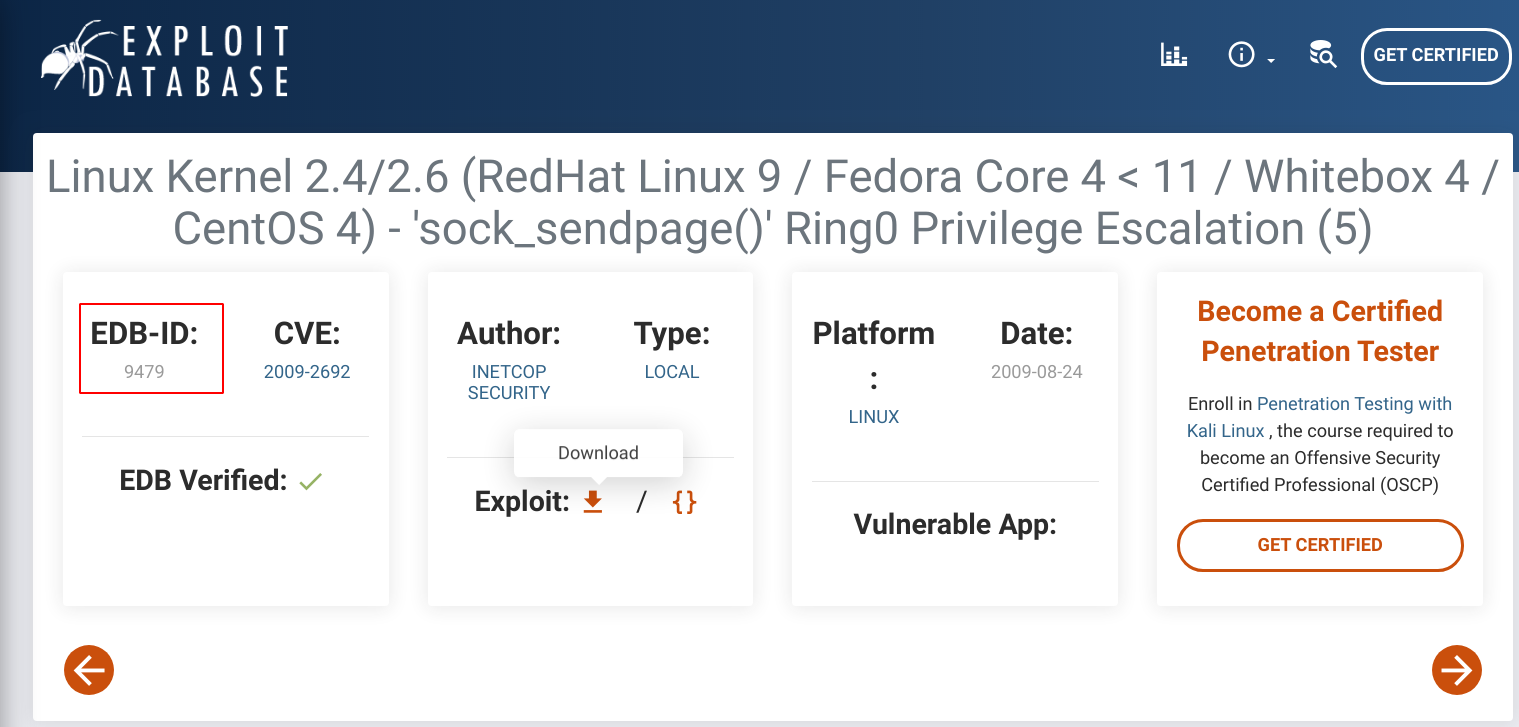 EXPLOIT
DATABASE
GET CERTIFIED
Linux Kernel 2.4/2.6 (RedHat Linux 9 / Fedora Core 4 < 11 / Whitebox 4 /
CentOS 4) - 'sock_sendpage()' Ring0 Privilege Escalation (5)
EDB-ID:
9479
CVE:
2009-2692
EDB Verified:
Author:
INETCOP
SECURITY
Type:
LOCAL
Download
Exploit: / {}
Platform
:
LINUX
Date:
2009-08-24
Vulnerable App:
Become a Certified
Penetration Tester
Enroll in Penetration Testing with
Kali Linux , the course required to
become an Offensive Security
Certified Professional (OSCP)
GET CERTIFIED